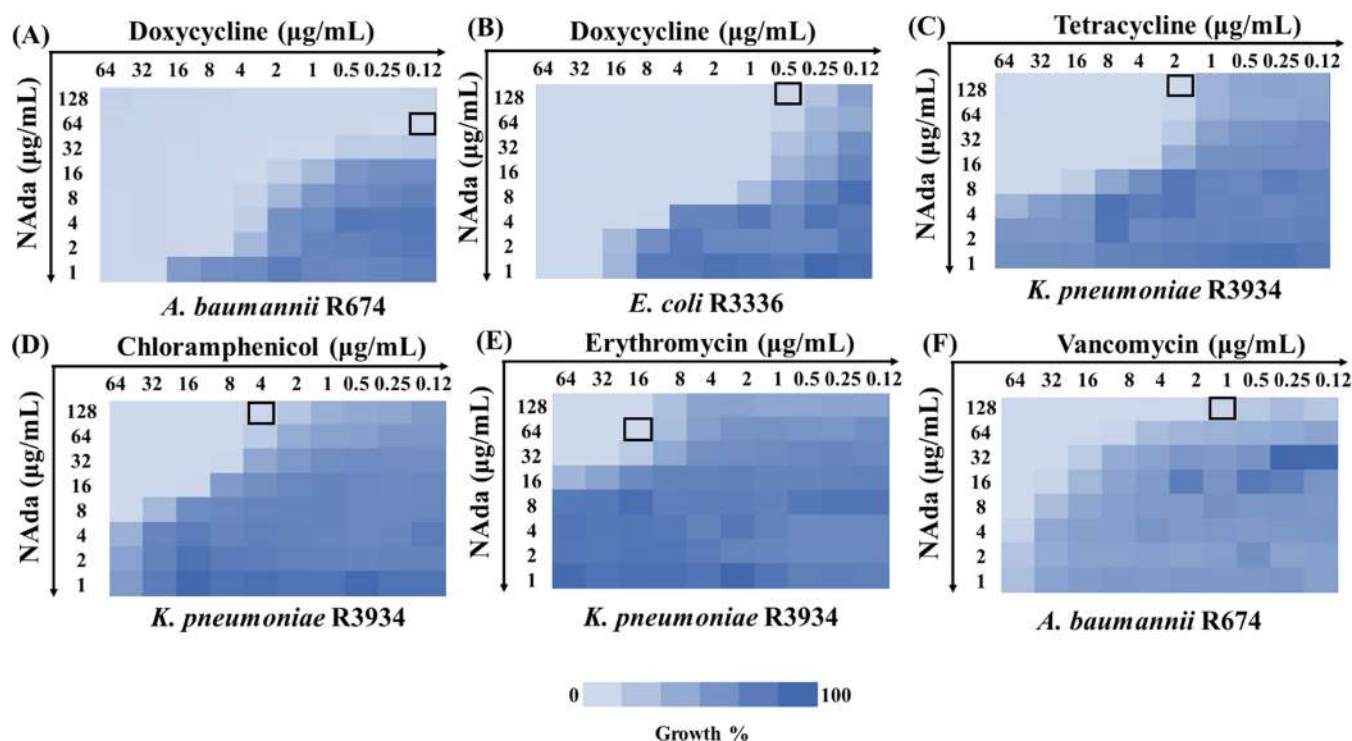 (A) Doxycycline (µg/mL)
64 32 16 8 4 2 1 0.5 0.25 0.12
NAda (µg/mL)
128
64
32
16
8
4
2
1
A. baumannii R674
(B) Doxycycline (µg/mL)
64 32 16 8 4 2 1 0.5 0.25 0.12
NAda (µg/mL)
128
64
32
16
8
4
2
1
E. coli R3336
(C) Tetracycline (µg/mL)
64 32 16 8 4 2 1 0.5 0.25 0.12
NAda (µg/mL)
128
64
32
16
8
4
2
1
K. pneumoniae R3934
(D) Chloramphenicol (µg/mL)
64 32 16 8 4 2 1 0.5 0.25 0.12
NAda (µg/mL)
128
64
32
16
8
4
2
1
K. pneumoniae R3934
(E) Erythromycin (µg/mL)
64 32 16 8 4 2 1 0.5 0.25 0.12
NAda (µg/mL)
128
64
32
16
8
4
2
1
K. pneumoniae R3934
(F) Vancomycin (µg/mL)
64 32 16 8 4 2 1 0.5 0.25 0.12
NAda (µg/mL)
128
64
32
16
8
4
2
1
A. baumannii R674
0 100
Growth %